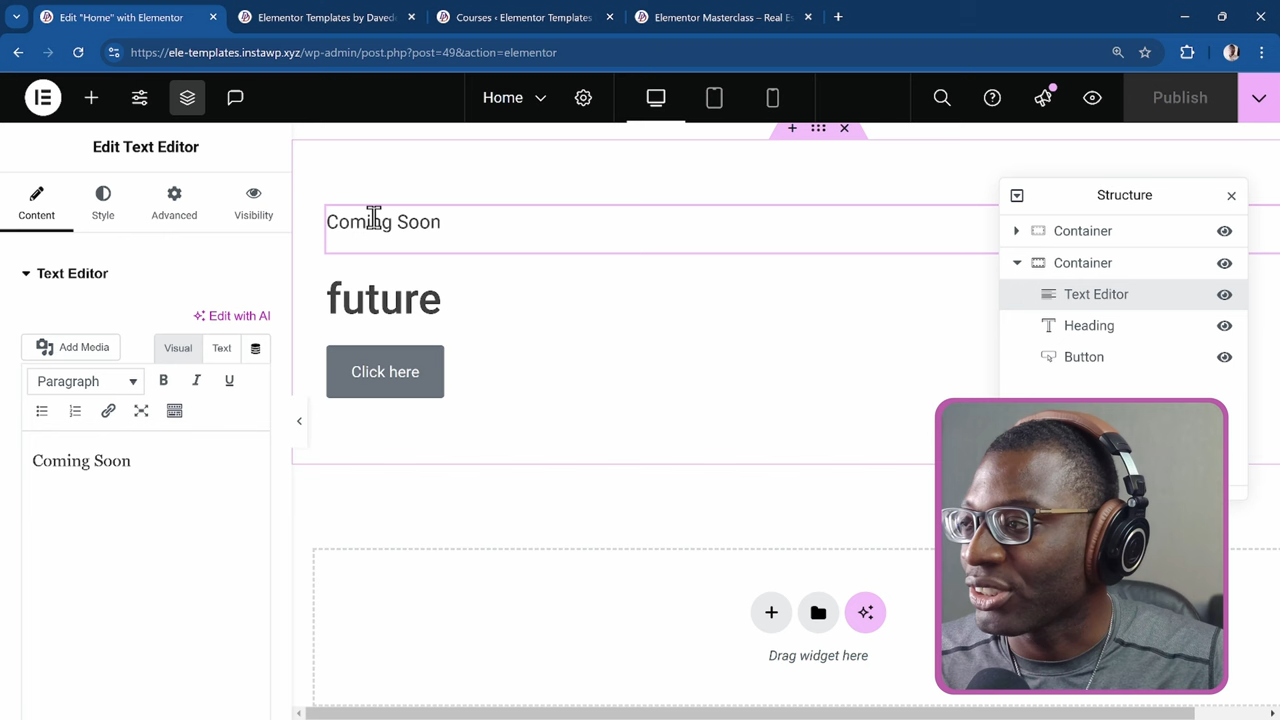 Edit "Home" with Elementor
Elementor Templates by Davede
Courses ‹ Elementor Templates
Elementor Masterclass – Real Es
https://ele-templates.instawp.xyz/wp-admin/post.php?post=49&action=elementor
Home
Publish
Edit Text Editor
Content
Style
Advanced
Visibility
Text Editor
Edit with AI
Add Media
Visual
Text
Paragraph
B
I
U
Coming Soon
Coming Soon
future
Click here
Drag widget here
Structure
Container
Container
Text Editor
Heading
Button